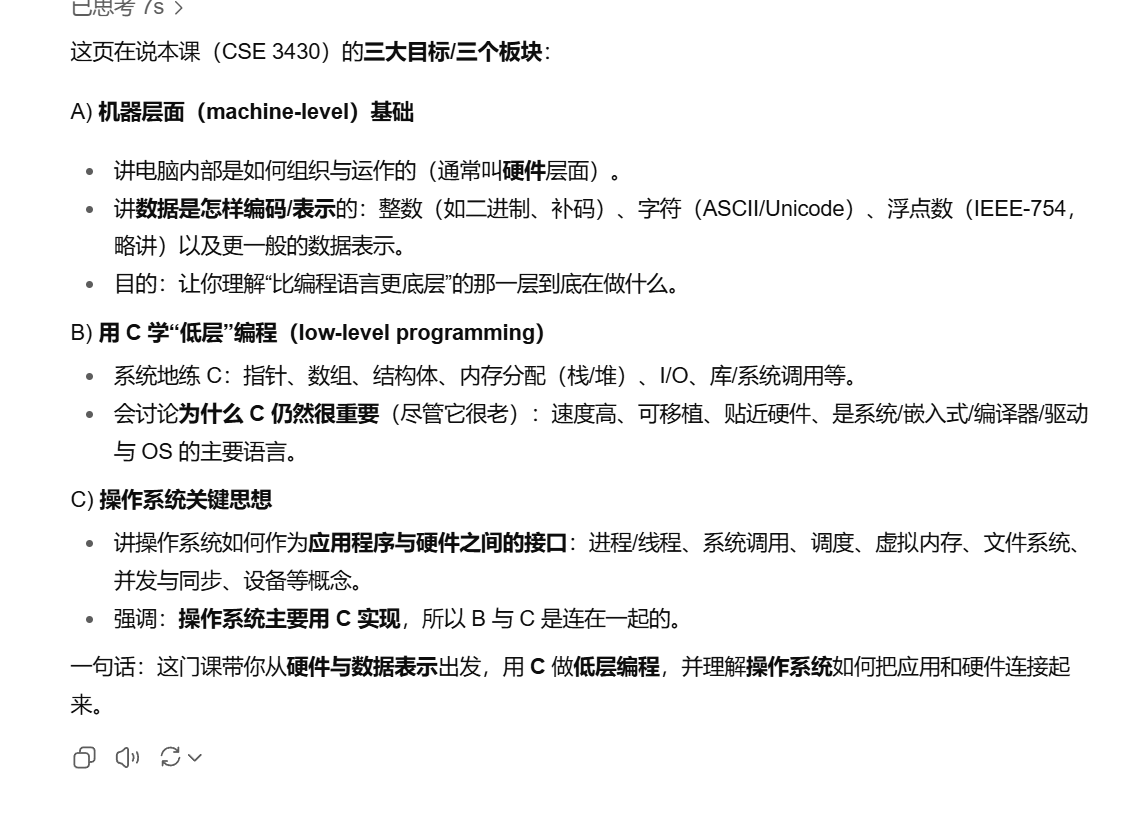 已思考 7s
这页在说本课（CSE 3430）的三大目标/三个板块：
A) 机器层面（machine-level）基础
讲电脑内部是如何组织与运作的（通常叫硬件层面）。
讲数据是怎样编码/表示的：整数（如二进制、补码）、字符（ASCII/Unicode）、浮点数（IEEE-754，
略讲）以及更一般的数据表示。
目的：让你理解“比编程语言更底层”的那一层到底在做什么。
B) 用 C 学“低层”编程（low-level programming）
系统地练 C：指针、数组、结构体、内存分配（栈/堆）、I/O、库/系统调用等。
会讨论为什么 C 仍然很重要（尽管它很老）：速度高、可移植、贴近硬件、是系统/嵌入式/编译器/驱动
与 OS 的主要语言。
C) 操作系统关键思想
讲操作系统如何作为应用程序与硬件之间的接口：进程/线程、系统调用、调度、虚拟内存、文件系统、
并发与同步、设备等概念。
强调：操作系统主要用 C 实现，所以 B 与 C 是连在一起的。
一句话：这门课带你从硬件与数据表示出发，用 C 做低层编程，并理解操作系统如何把应用和硬件连接起
来。